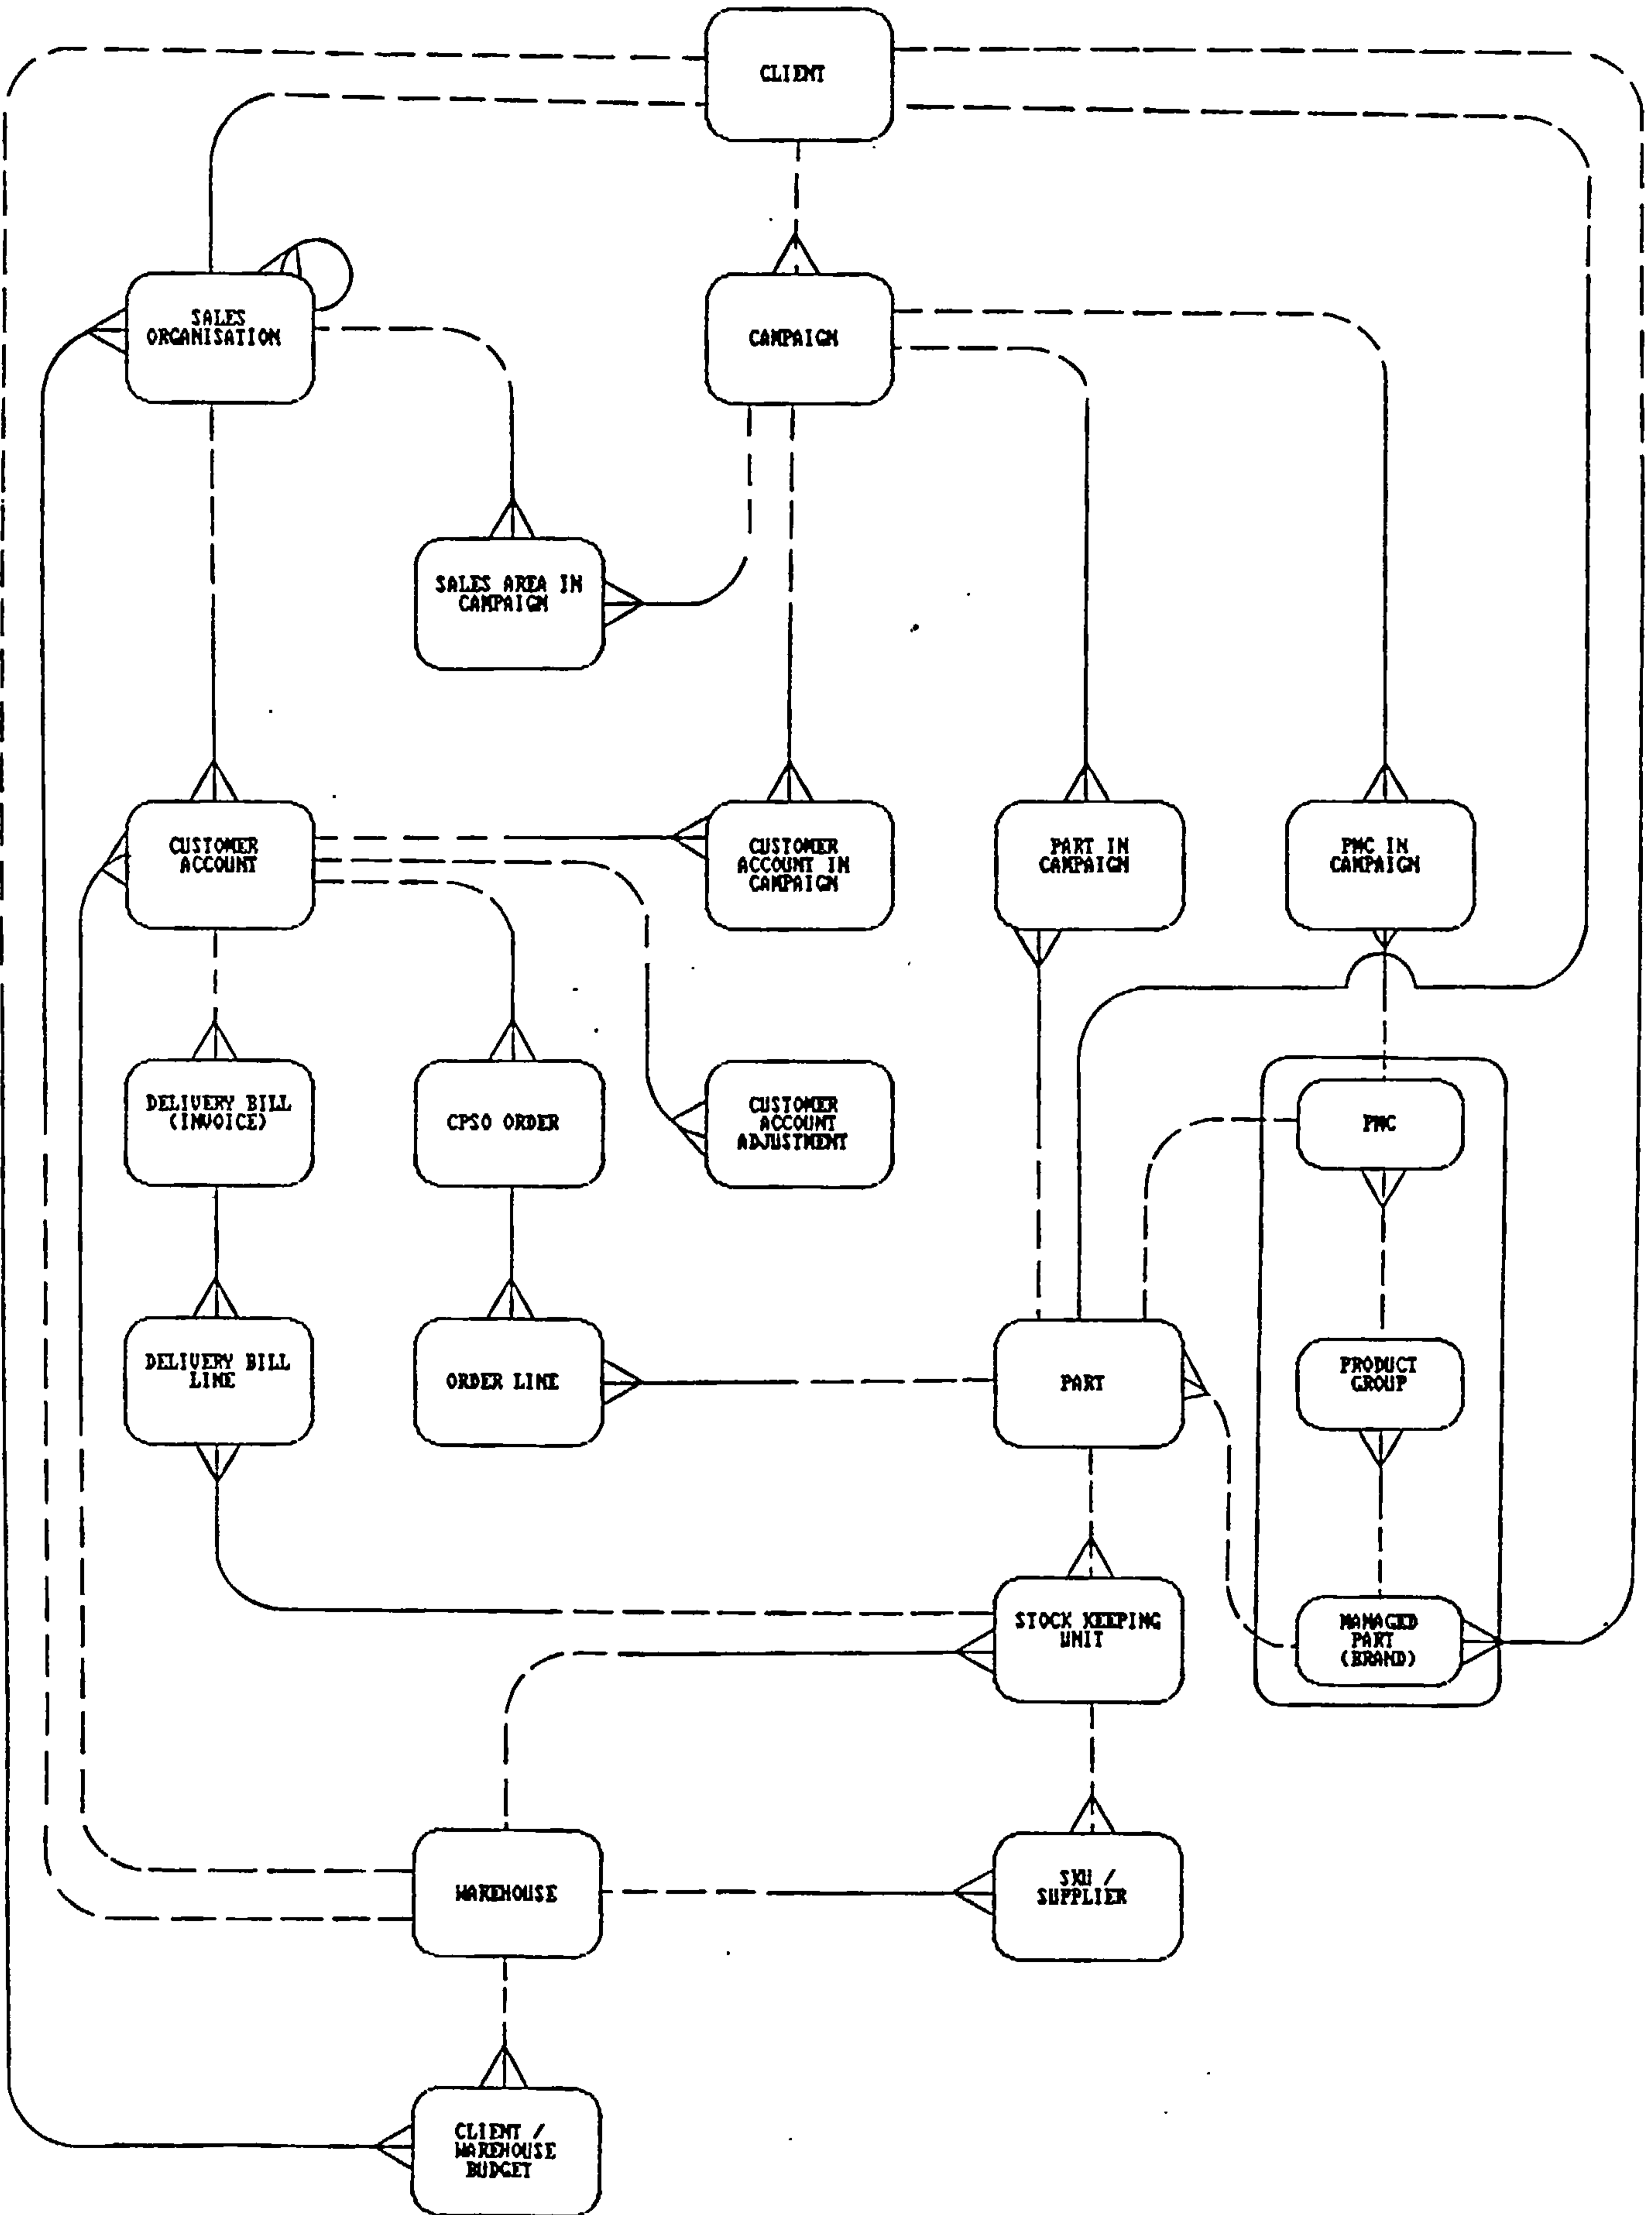 CLIENT
SALES
ORGANISATION
CAMPAIGN
SALES AREA IN
CAMPAIGN
CUSTOMER
ACCOUNT
CUSTOMER
ACCOUNT IN
CAMPAIGN
PART IN
CAMPAIGN
PMC IN
CAMPAIGN
DELIVERY BILL
(INVOICE)
CPSO ORDER
CUSTOMER
ACCOUNT
ADJUSTMENT
PMC
DELIVERY BILL
LINE
ORDER LINE
PART
PRODUCT
GROUP
STOCK KEEPING
UNIT
MANAGED
PART
(BRAND)
WAREHOUSE
SKU /
SUPPLIER
CLIENT /
WAREHOUSE
BUDGET